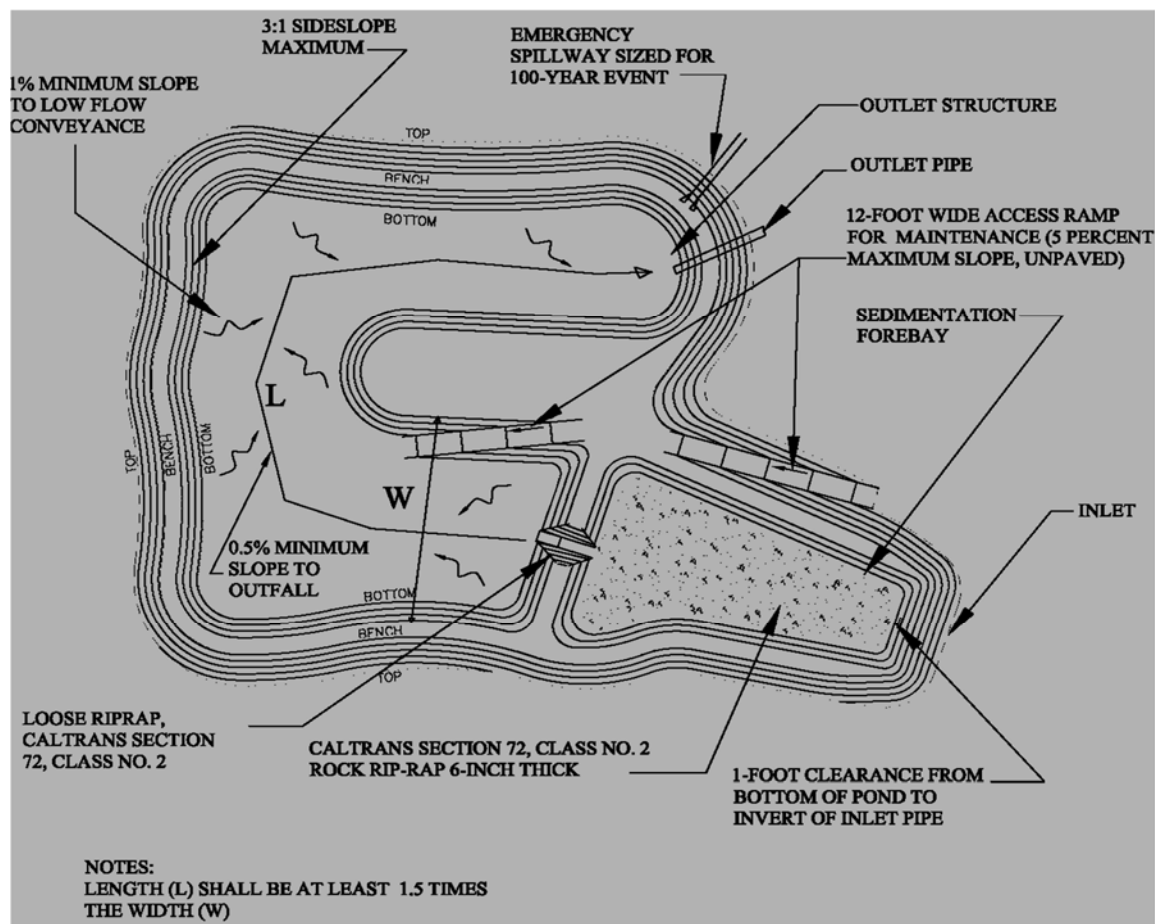 3:1 SIDESLOPE
MAXIMUM
EMERGENCY
SPILLWAY SIZED FOR
100-YEAR EVENT
1% MINIMUM SLOPE
TO LOW FLOW
CONVEYANCE
OUTLET STRUCTURE
OUTLET PIPE
12-FOOT WIDE ACCESS RAMP
FOR MAINTENANCE (5 PERCENT
MAXIMUM SLOPE, UNPAVED)
SEDIMENTATION
FOREBAY
TOP
BENCH
BOTTOM
L
TOP
BENCH
BOTTOM
W
INLET
0.5% MINIMUM
SLOPE TO
OUTFALL
BOTTOM
BENCH
TOP
LOOSE RIPRAP,
CALTRANS SECTION
72, CLASS NO. 2
CALTRANS SECTION 72, CLASS NO. 2
ROCK RIP-RAP 6-INCH THICK
1-FOOT CLEARANCE FROM
BOTTOM OF POND TO
INVERT OF INLET PIPE
NOTES:
LENGTH (L) SHALL BE AT LEAST 1.5 TIMES
THE WIDTH (W)